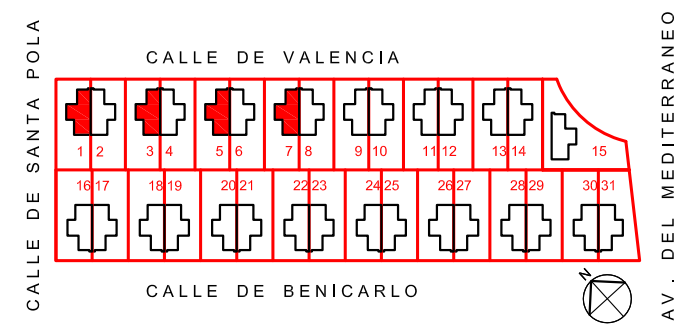 CALLE DE SANTA POLA
CALLE DE VALENCIA
AV. DEL MEDITERRANEO
1 2 3 4 5 6 7 8 9 10 11 12 13 14 15
16 17 18 19 20 21 22 23 24 25 26 27 28 29 30 31
CALLE DE BENICARLO
N